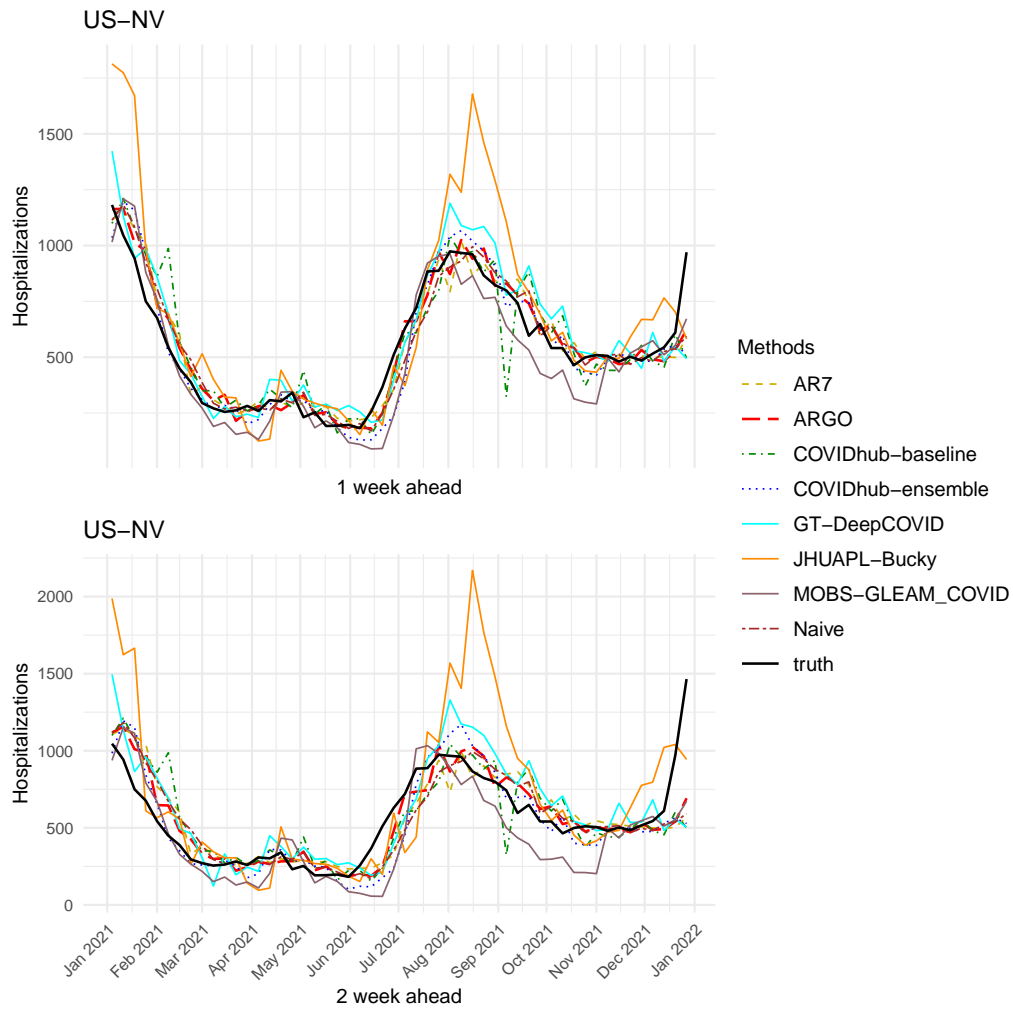 US−NV
Hospitalizations
1500
1000
500
1 week ahead
US−NV
Hospitalizations
2000
1500
1000
500
0
Jan 2021
Feb 2021
Mar 2021
Apr 2021
May 2021
Jun 2021
Jul 2021
Aug 2021
Sep 2021
Oct 2021
Nov 2021
Dec 2021
Jan 2022
2 week ahead
Methods
AR7
ARGO
COVIDhub−baseline
COVIDhub−ensemble
GT−DeepCOVID
JHUAPL−Bucky
MOBS−GLEAM_COVID
Naive
truth